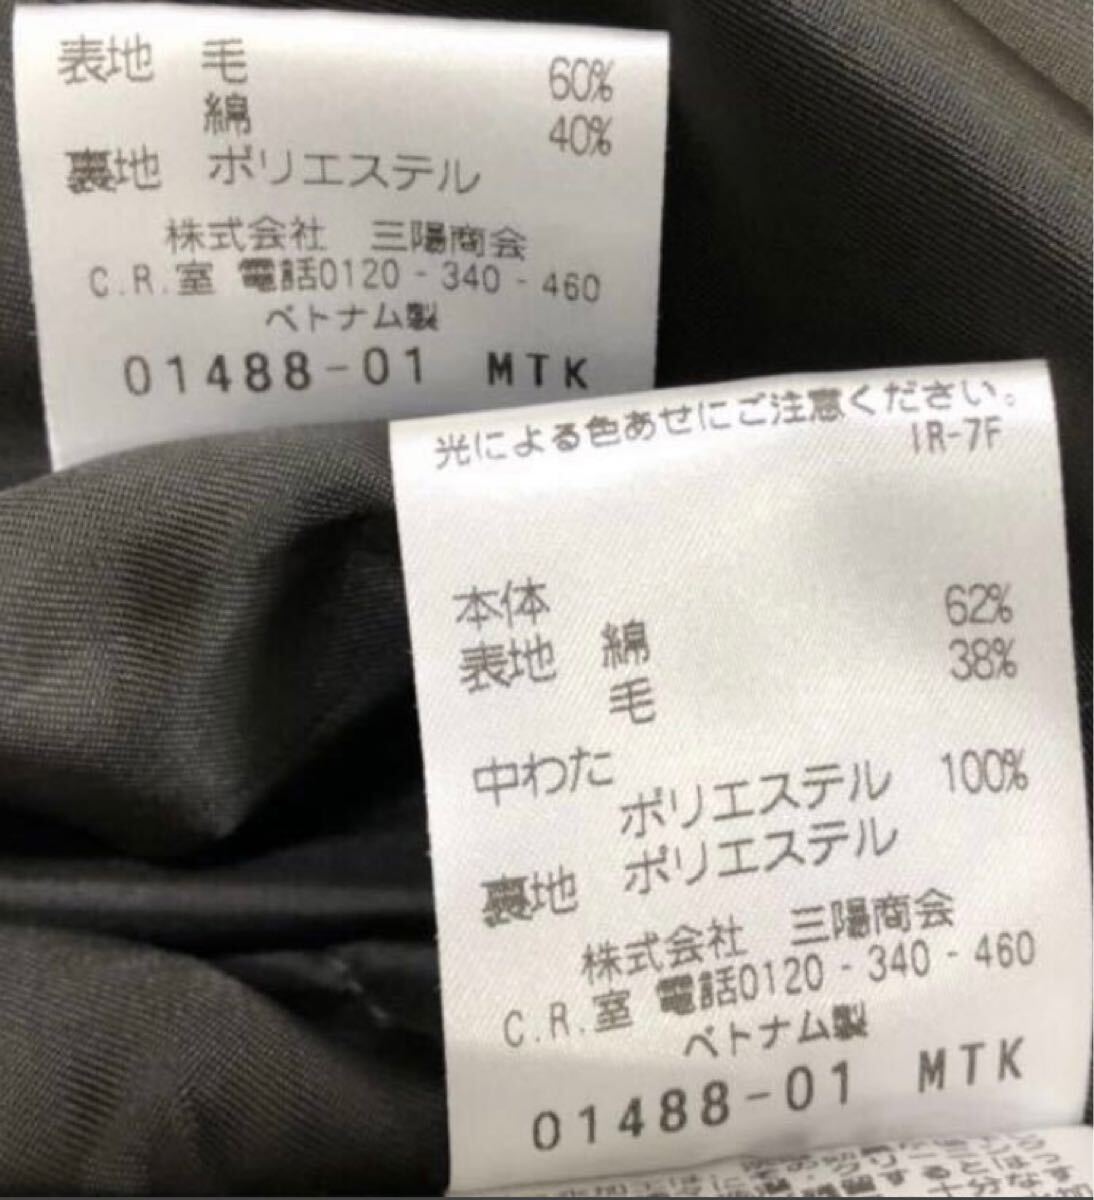 表地 毛 60%
綿 40%
裏地 ポリエステル
株式会社 三陽商会
C.R.室 電話0120-340-460
ベトナム製
01488-01 MTK
光による色あせにご注意ください。
IR-7F
本体
表地 綿 62%
毛 38%
中わた
ポリエステル 100%
裏地 ポリエステル
株式会社 三陽商会
C.R.室 電話0120-340-460
ベトナム製
01488-01 MTK